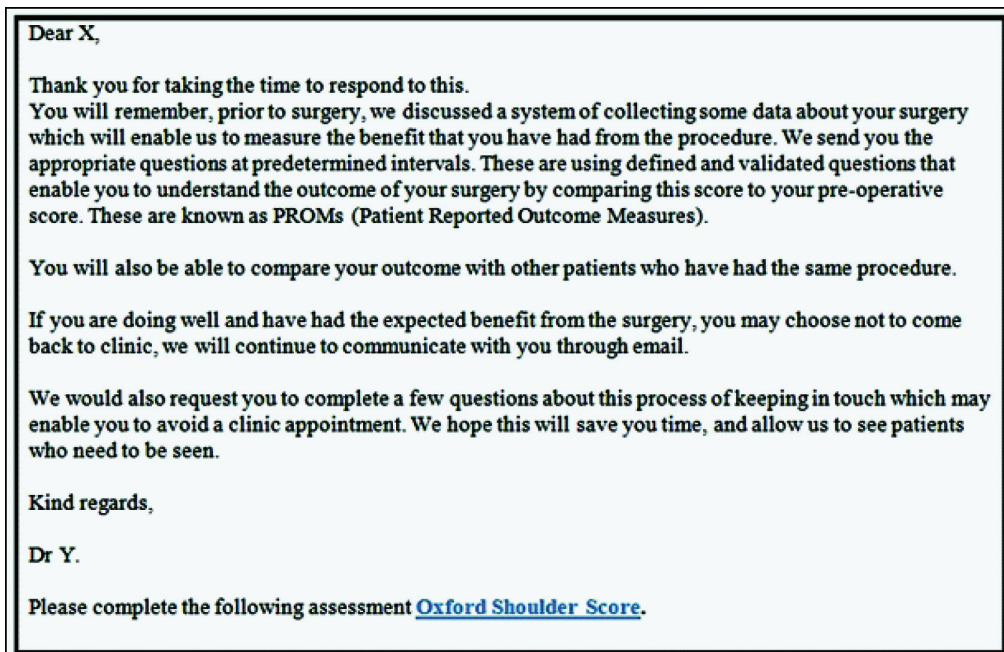 Dear X,
Thank you for taking the time to respond to this.
You will remember, prior to surgery, we discussed a system of collecting some data about your surgery
which will enable us to measure the benefit that you have had from the procedure. We send you the
appropriate questions at predetermined intervals. These are using defined and validated questions that
enable you to understand the outcome of your surgery by comparing this score to your pre-operative
score. These are known as PROMs (Patient Reported Outcome Measures).
You will also be able to compare your outcome with other patients who have had the same procedure.
If you are doing well and have had the expected benefit from the surgery, you may choose not to come
back to clinic, we will continue to communicate with you through email.
We would also request you to complete a few questions about this process of keeping in touch which may
enable you to avoid a clinic appointment. We hope this will save you time, and allow us to see patients
who need to be seen.
Kind regards,
Dr Y.
Please complete the following assessment Oxford Shoulder Score.